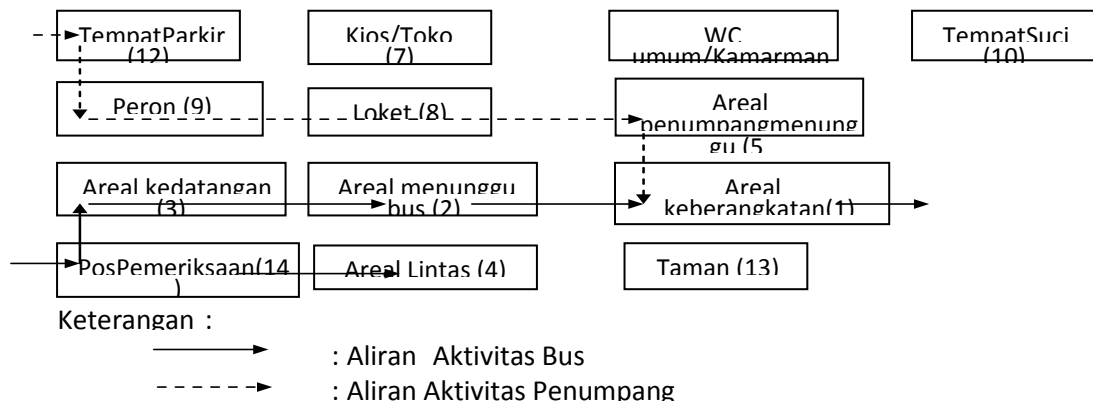 TempatParkir
(12)
Kios/Toko
(7)
WC
umum/Kamarman
TempatSuci
(10)
Peron (9)
Loket (8)
Areal
penumpangmenung
gu (5
Areal kedatangan
(3)
Areal menunggu
bus (2)
Areal
keberangkatan(1)
PosPemeriksaan(14
)
Areal Lintas (4)
Taman (13)
Keterangan :
: Aliran Aktivitas Bus
: Aliran Aktivitas Penumpang